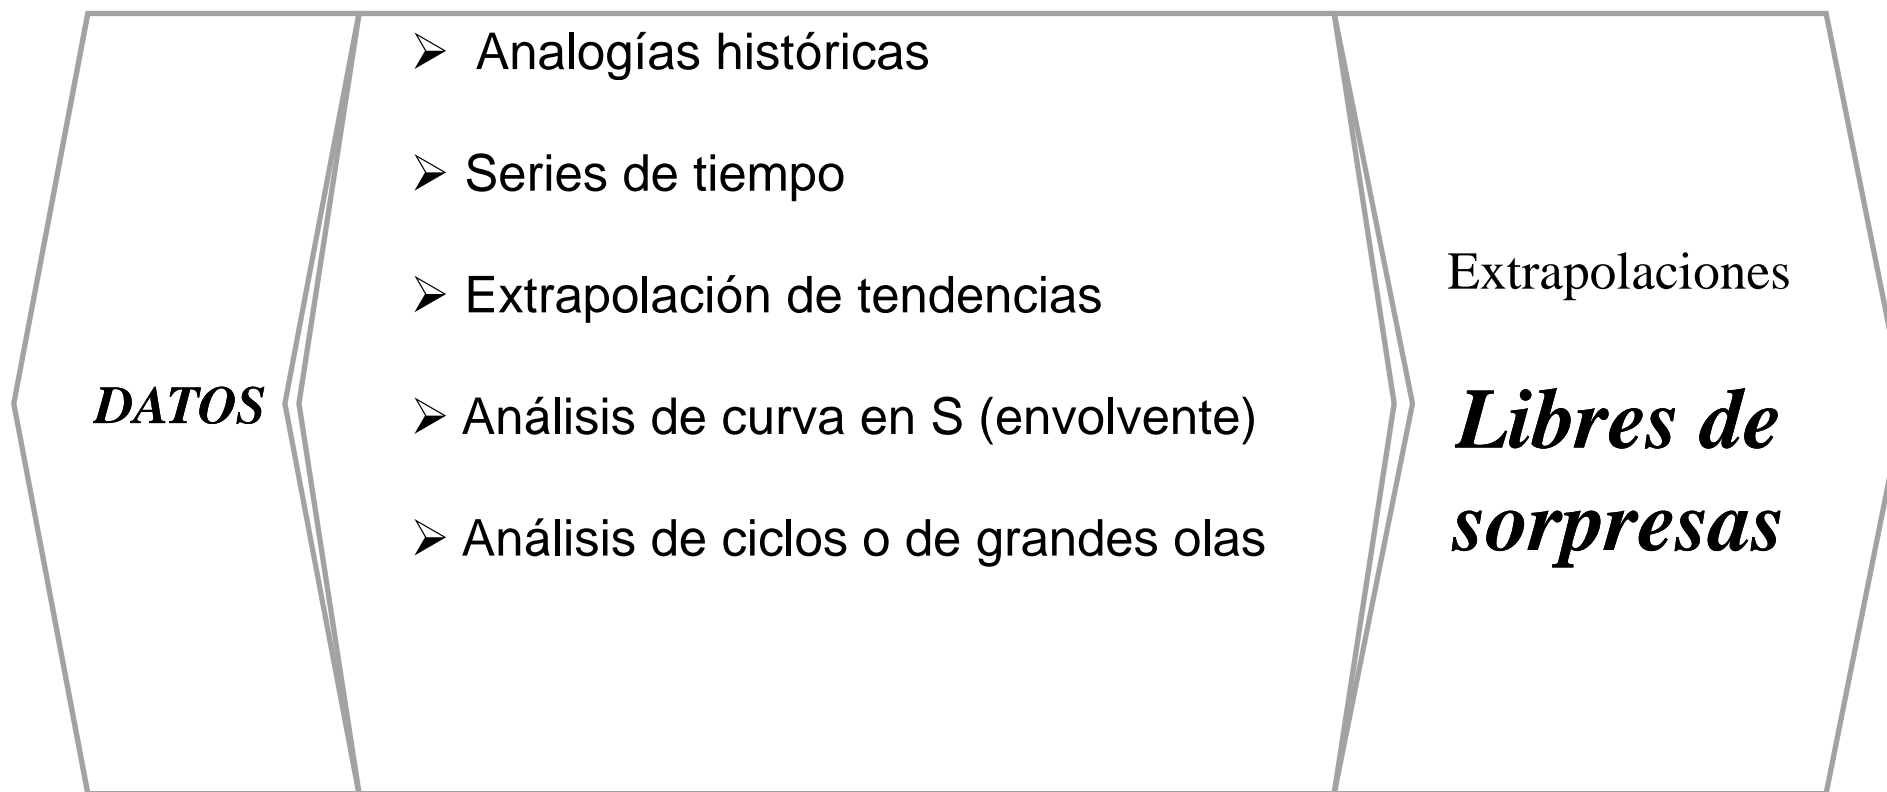 DATOS
➢ Analogías históricas
➢ Series de tiempo
➢ Extrapolación de tendencias
➢ Análisis de curva en S (envolvente)
➢ Análisis de ciclos o de grandes olas
Extrapolaciones
Libres de
sorpresas